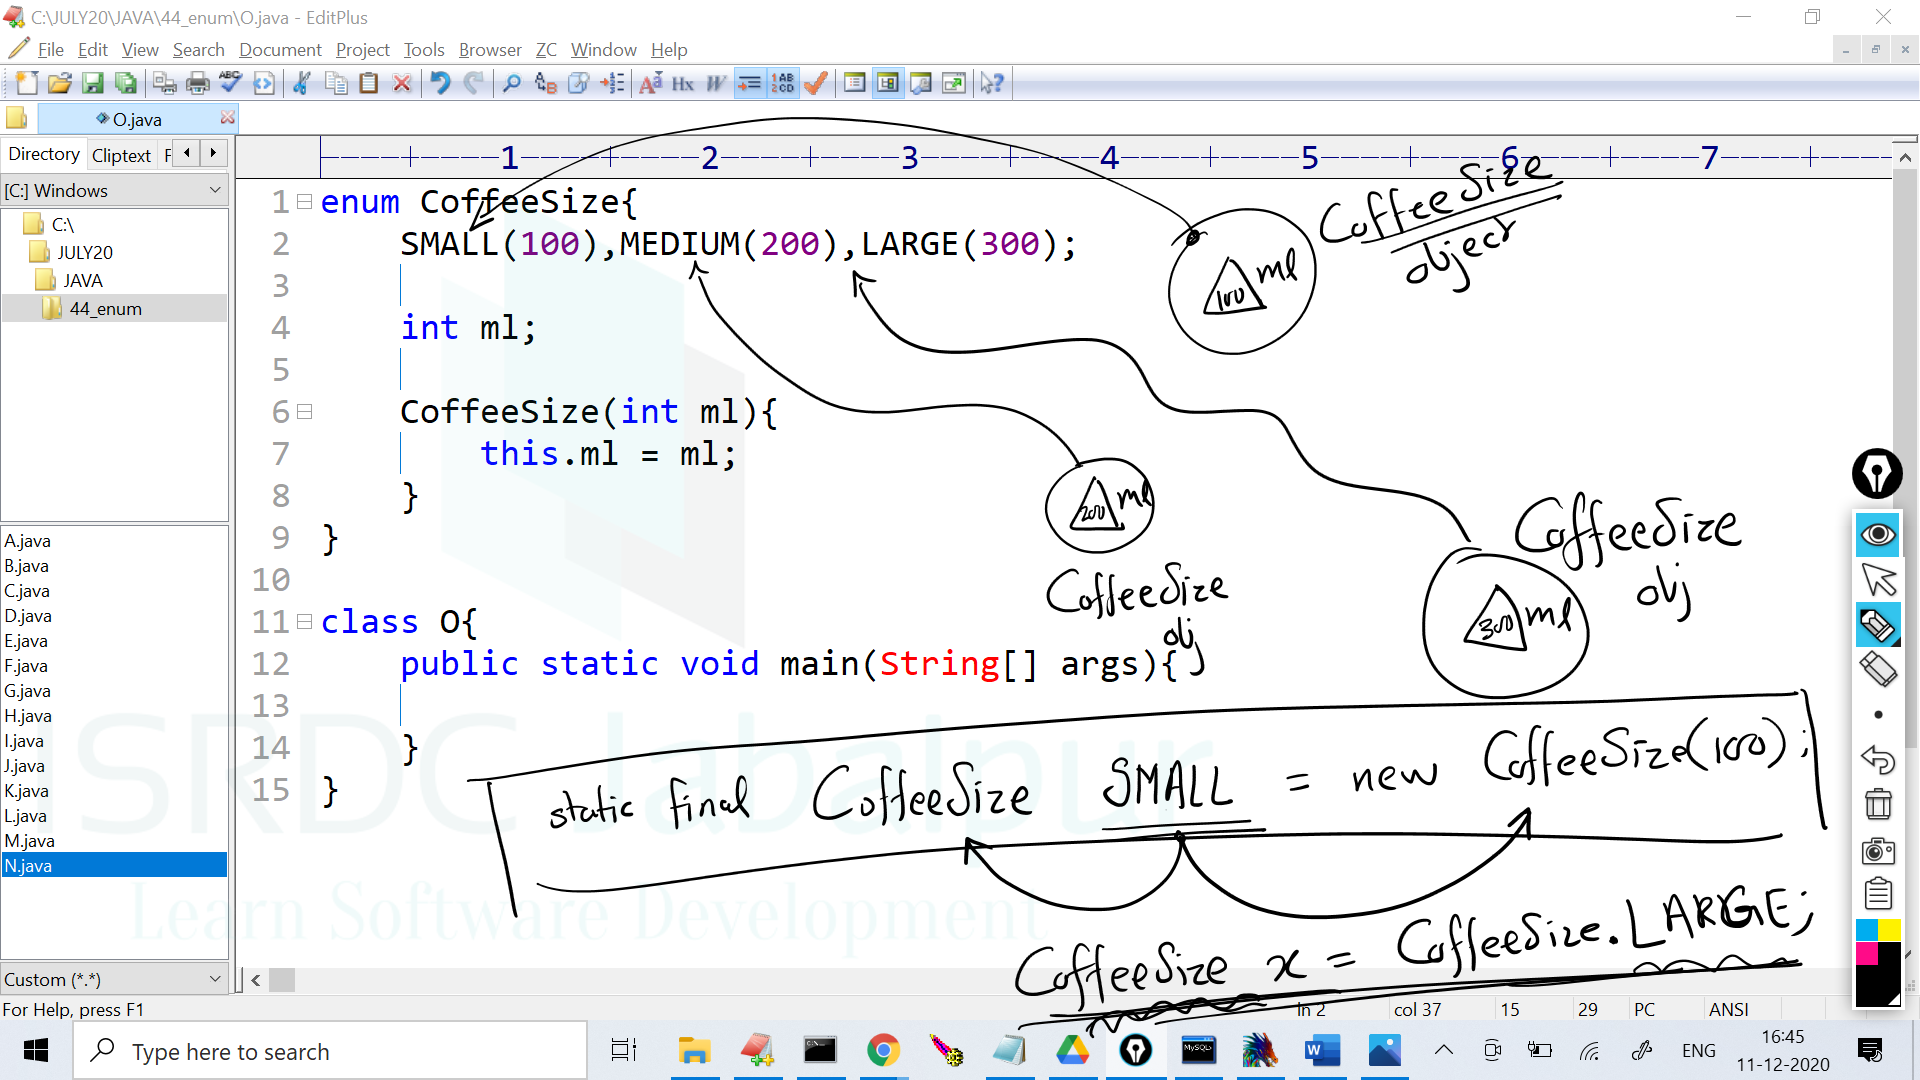 C:\JULY20\JAVA\44_enum\O.java - EditPlus
File Edit View Search Document Project Tools Browser ZC Window Help
O.java
Directory Cliptext F
[C:] Windows
C:\
JULY20
JAVA
44_enum
A.java
B.java
C.java
D.java
E.java
F.java
G.java
H.java
I.java
J.java
K.java
L.java
M.java
N.java
Custom (*.*)
1 2 3 4 5 6 7
1 enum CoffeeSize{
2 SMALL(100),MEDIUM(200),LARGE(300);
3
4 int ml;
5
6 CoffeeSize(int ml){
7 this.ml = ml;
8 }
9 }
10
11 class O{
12 public static void main(String[] args){
13
14 }
15 }
CoffeeSize
object
100 ml
200 ml
CoffeeSize
obj
CoffeeSize
obj
300 ml
static final CoffeeSize SMALL = new CoffeeSize(100);
CoffeeSize x = CoffeeSize.LARGE;
ISRDC Jabalpur
Learn Software Development
For Help, press F1
ln 2 col 37 15 29 PC ANSI
Type here to search
MySQL
ENG
16:45
11-12-2020